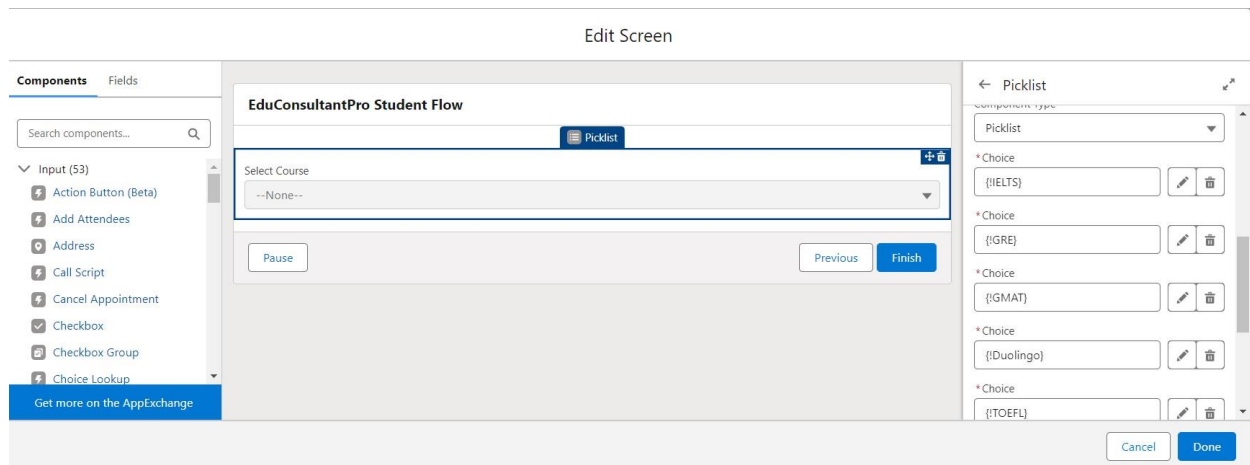 Edit Screen
Components
Fields
Search components...
Input (53)
Action Button (Beta)
Add Attendees
Address
Call Script
Cancel Appointment
Checkbox
Checkbox Group
Choice Lookup
Get more on the AppExchange
EduConsultantPro Student Flow
Picklist
Select Course
--None--
Pause
Previous
Finish
Picklist
Component Type
Picklist
*Choice
{!IELTS}
*Choice
{!GRE}
*Choice
{!GMAT}
*Choice
{!Duolingo}
*Choice
{!TOEFL}
Cancel
Done